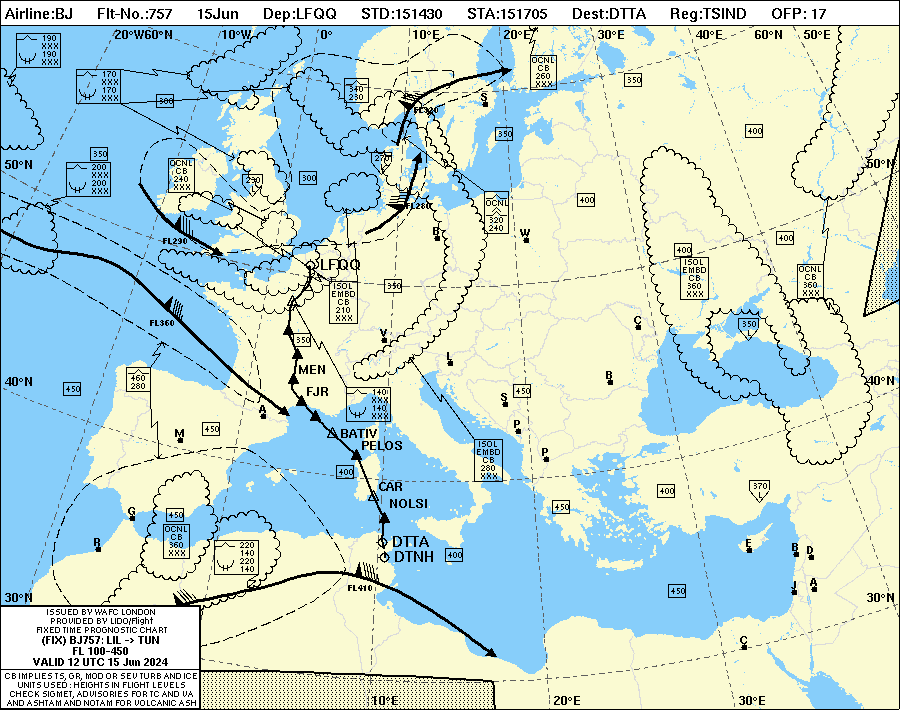 Airline:BJ Flt-No.:757 15Jun Dep:LFQQ STD:151430 STA:151705 Dest:DTTA Reg:TSIND OFP: 17
20°W60°N 10°W 0° 10°E 20°E 30°E 40°E 60°N 50°E
190
XXX
190
XXX
170
XXX
170
XXX
300
340
230
FL320
S
OCNL
CB
260
XXX
350
350
400
50°N
350
200
XXX
200
XXX
OCNL
CB
240
XXX
230
300
270
FL280
OCNL
320
240
400
50°N
FL290
B
W
400
400
LFQQ
ISOL
EMBD
CB
210
XXX
350
ISOL
EMBD
CB
360
XXX
OCNL
CB
360
XXX
FL360
350
V
C
350
L
L
MEN
40°N
450
460
280
FJR
140
XXX
140
XXX
450
B
40°N
A
S
M
450
BATIV
PELOS
P
ISOL
EMBD
CB
280
XXX
P
400
CAR
NOLSI
450
400
370
L
G
450
OCNL
CB
360
XXX
R
220
140
220
140
DTTA
DTNH
400
E
B
D
FL410
450
J
A
30°N
30°N
C
ISSUED BY WAFC LONDON
PROVIDED BY LIDO/Flight
FIXED TIME PROGNOSTIC CHART
(FIX) BJ757: LIL -> TUN
FL 100-450
VALID 12 UTC 15 Jun 2024
CB IMPLIES TS, GR, MOD OR SEV TURB AND ICE
UNITS USED : HEIGHTS IN FLIGHT LEVELS
CHECK SIGMET, ADVISORIES FOR TC AND VA
AND ASHTAM AND NOTAM FOR VOLCANIC ASH
10°E 20°E 30°E